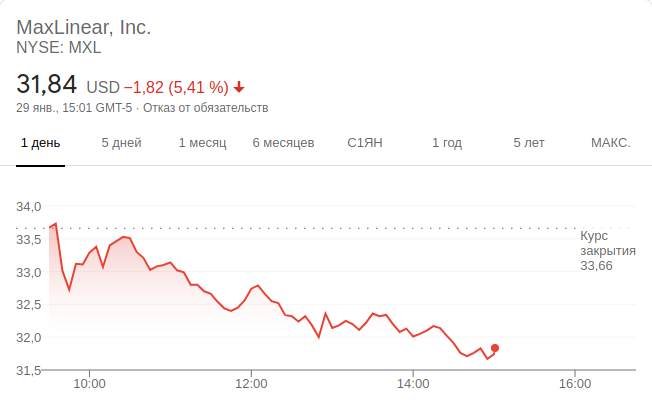 MaxLinear, Inc.
NYSE: MXL
31,84 USD −1,82 (5,41 %)
29 янв., 15:01 GMT-5 · Отказ от обязательств
1 день 5 дней 1 месяц 6 месяцев С1ЯН 1 год 5 лет МАКС.
34,0
33,5
33,0
32,5
32,0
31,5
Курс
закрытия
33,66
10:00 12:00 14:00 16:00